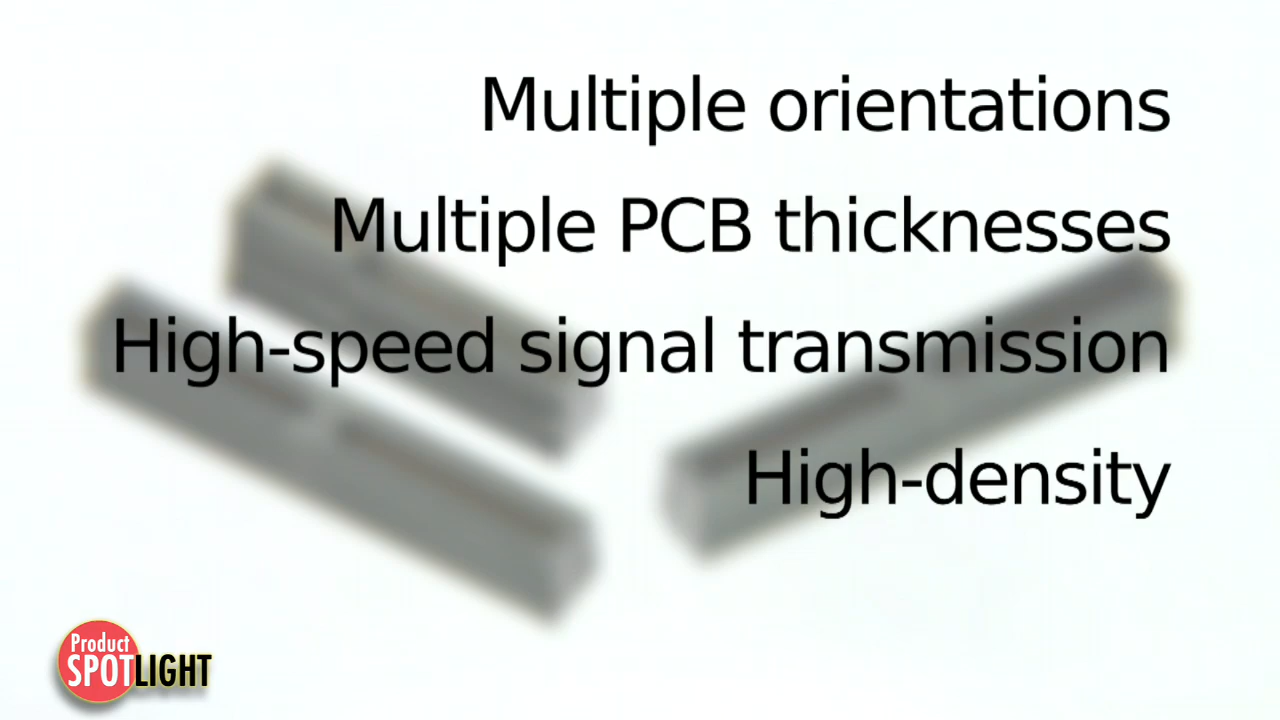 Multiple orientations
Multiple PCB thicknesses
High-speed signal transmission
High-density
Product
SPOTLIGHT